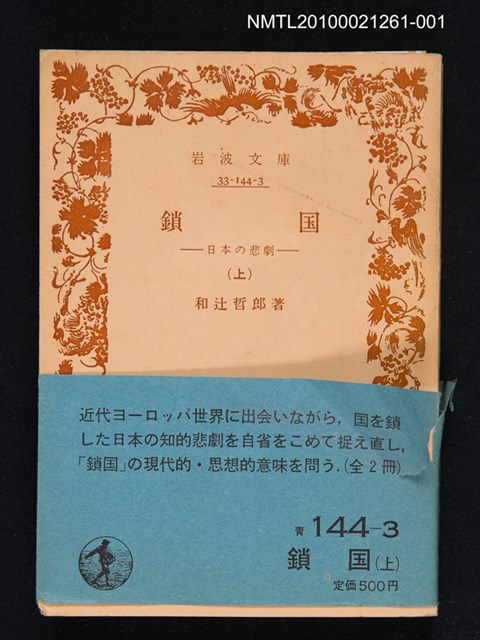 NMTL20100021261-001
岩波文庫
33-144-3
鎖国
——日本の悲劇——
(上)
和辻哲郎著
近代ヨーロッパ世界に出会いながら,国を鎖
した日本の知的悲劇を自省をこめて捉え直し,
「鎖国」の現代的・思想的意味を問う.(全2冊)
青 144-3
鎖国(上)
定価500円